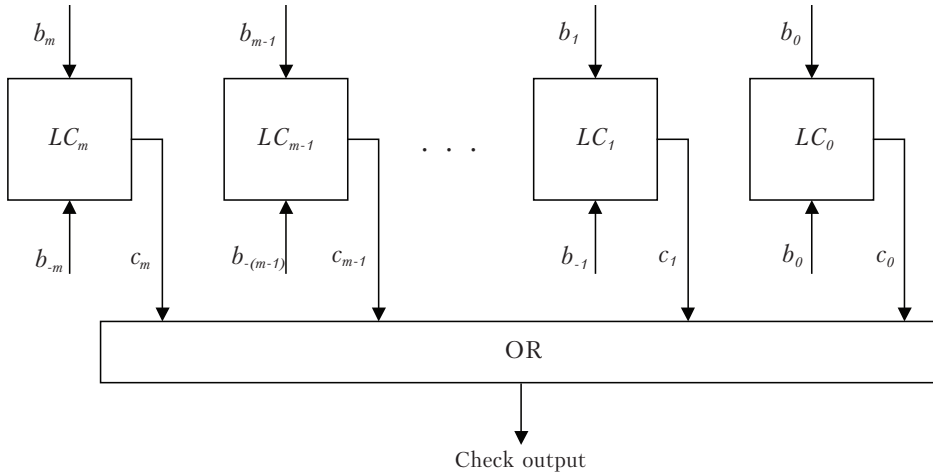 b_m b_{m-1} b_1 b_0
LC_m LC_{m-1} . . . LC_1 LC_0
b_{-m} c_m b_{-(m-1)} c_{m-1} b_{-1} c_1 b_0 c_0
OR
Check output